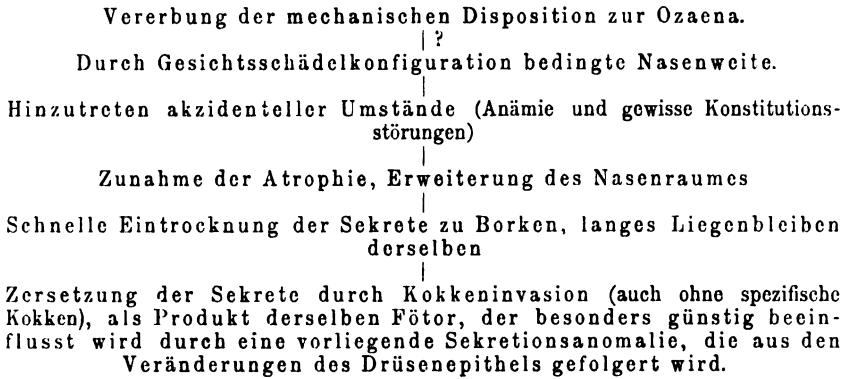 Vererbung der mechanischen Disposition zur Ozaena.
| ?
Durch Gesichtsschädelkonfiguration bedingte Nasenweite.
|
Hinzutreten akzidenteller Umstände (Anämie und gewisse Konstitutions-
störungen)
|
Zunahme der Atrophie, Erweiterung des Nasenraumes
|
Schnelle Eintrocknung der Sekrete zu Borken, langes Liegenbleiben
derselben
|
Zersetzung der Sekrete durch Kokkeninvasion (auch ohne spezifische
Kokken), als Produkt derselben Fötor, der besonders günstig beein-
flusst wird durch eine vorliegende Sekretionsanomalie, die aus den
Veränderungen des Drüsenepithels gefolgert wird.